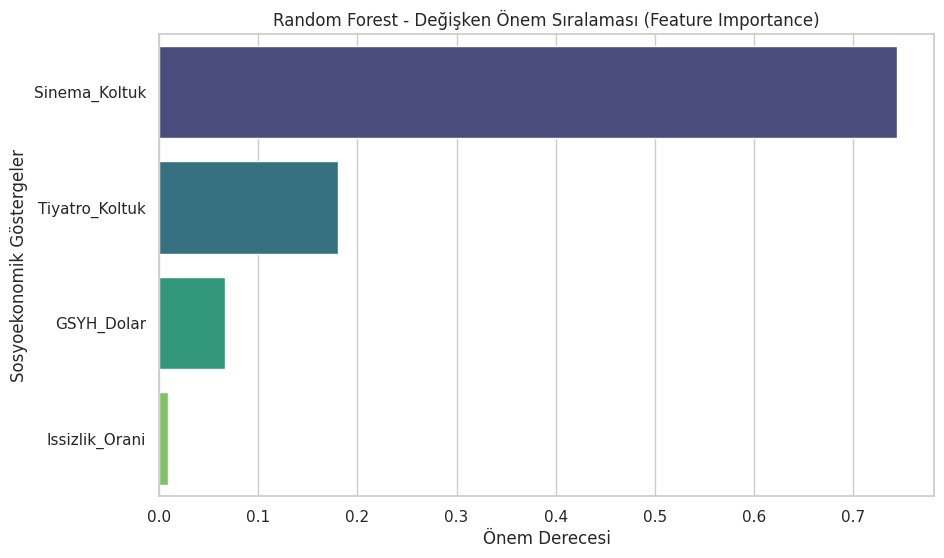 Random Forest - Değişken Önem Sıralaması (Feature Importance)
Sosyoekonomik Göstergeler
Sinema_Koltuk
Tiyatro_Koltuk
GSYH_Dolar
Issizlik_Orani
0.0 0.1 0.2 0.3 0.4 0.5 0.6 0.7
Önem Derecesi